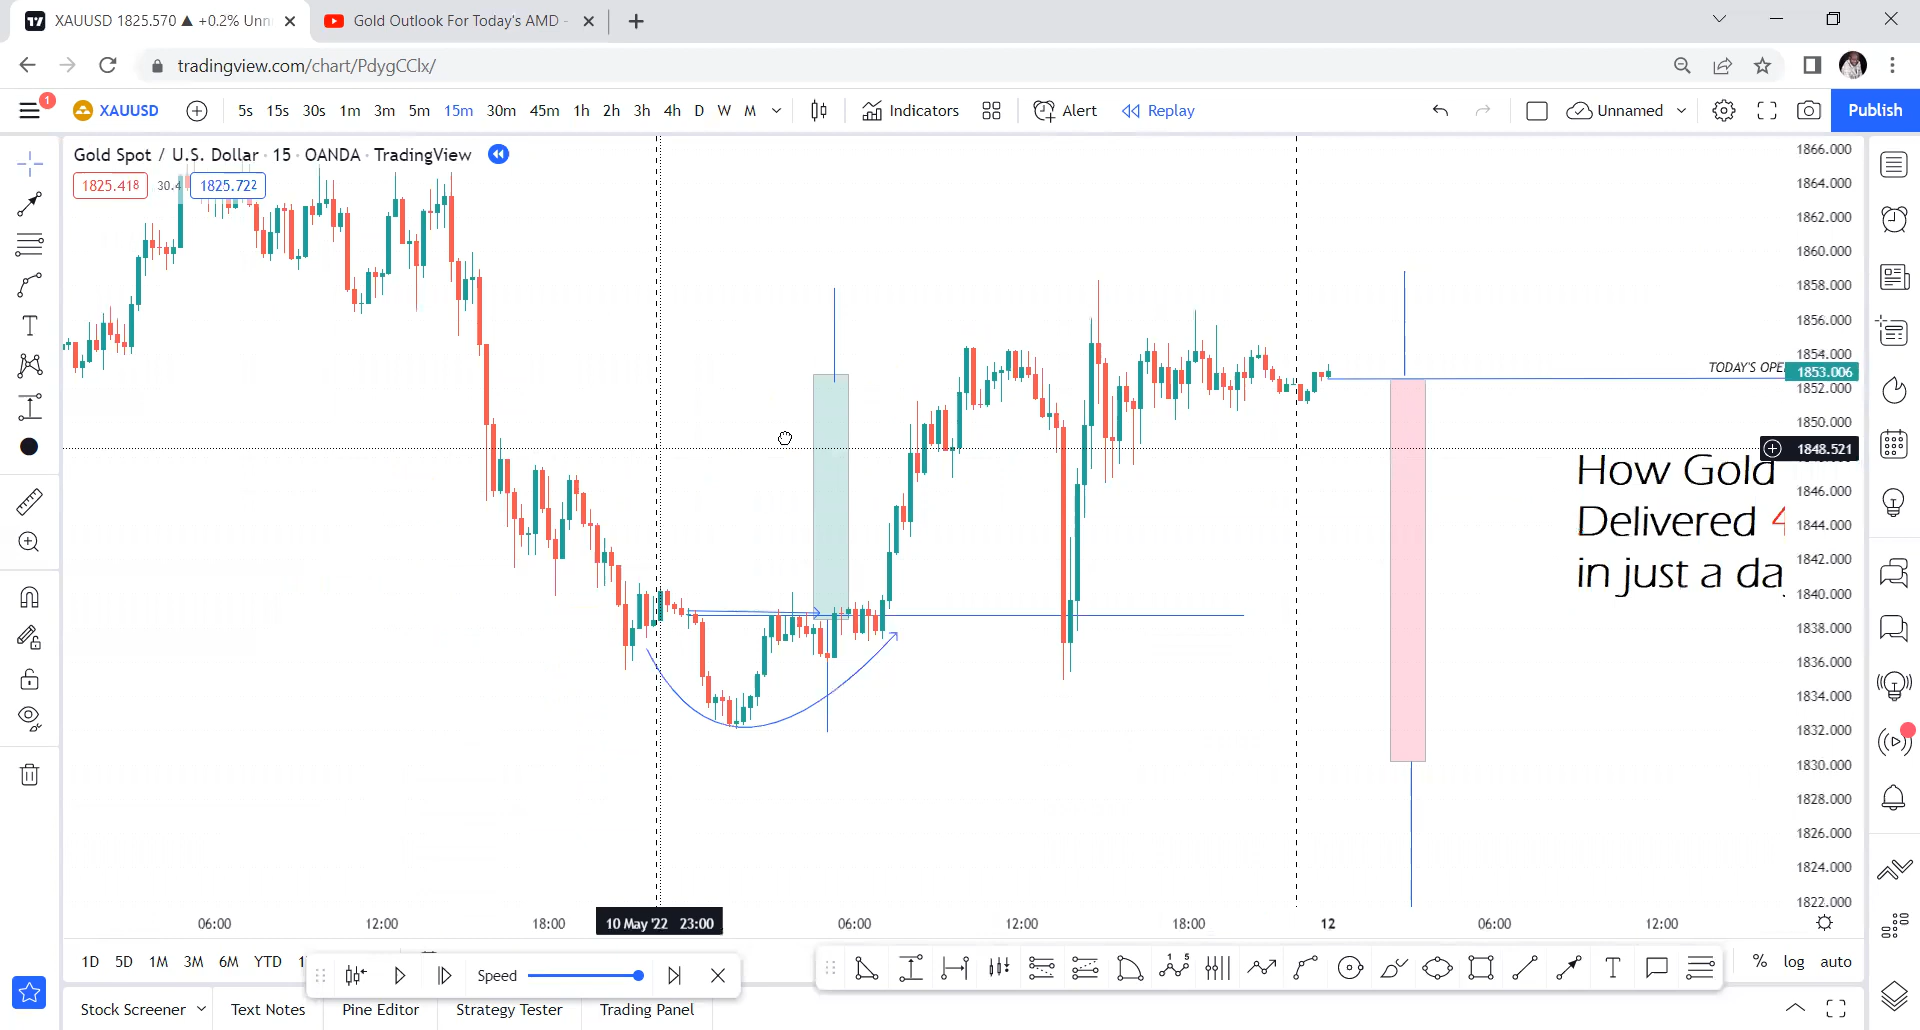 XAUUSD 1825.570 ▲ +0.2% Unn
Gold Outlook For Today's AMD -
tradingview.com/chart/PdygCClx/
1
XAUUSD
5s 15s 30s 1m 3m 5m 15m 30m 45m 1h 2h 3h 4h D W M
Indicators
Alert
Replay
Unnamed
Publish
Gold Spot / U.S. Dollar · 15 · OANDA · TradingView
1825.418 30.4 1825.722
1866.000
1864.000
1862.000
1860.000
1858.000
1856.000
1854.000
TODAY'S OPE
1853.006
1852.000
1850.000
1848.521
How Gold
Delivered 4
in just a da
1846.000
1844.000
1842.000
1840.000
1838.000
1836.000
1834.000
1832.000
1830.000
1828.000
1826.000
1824.000
1822.000
06:00 12:00 18:00 10 May '22 23:00 06:00 12:00 18:00 12 06:00 12:00
1D 5D 1M 3M 6M YTD 1
Speed
% log auto
Stock Screener Text Notes Pine Editor Strategy Tester Trading Panel